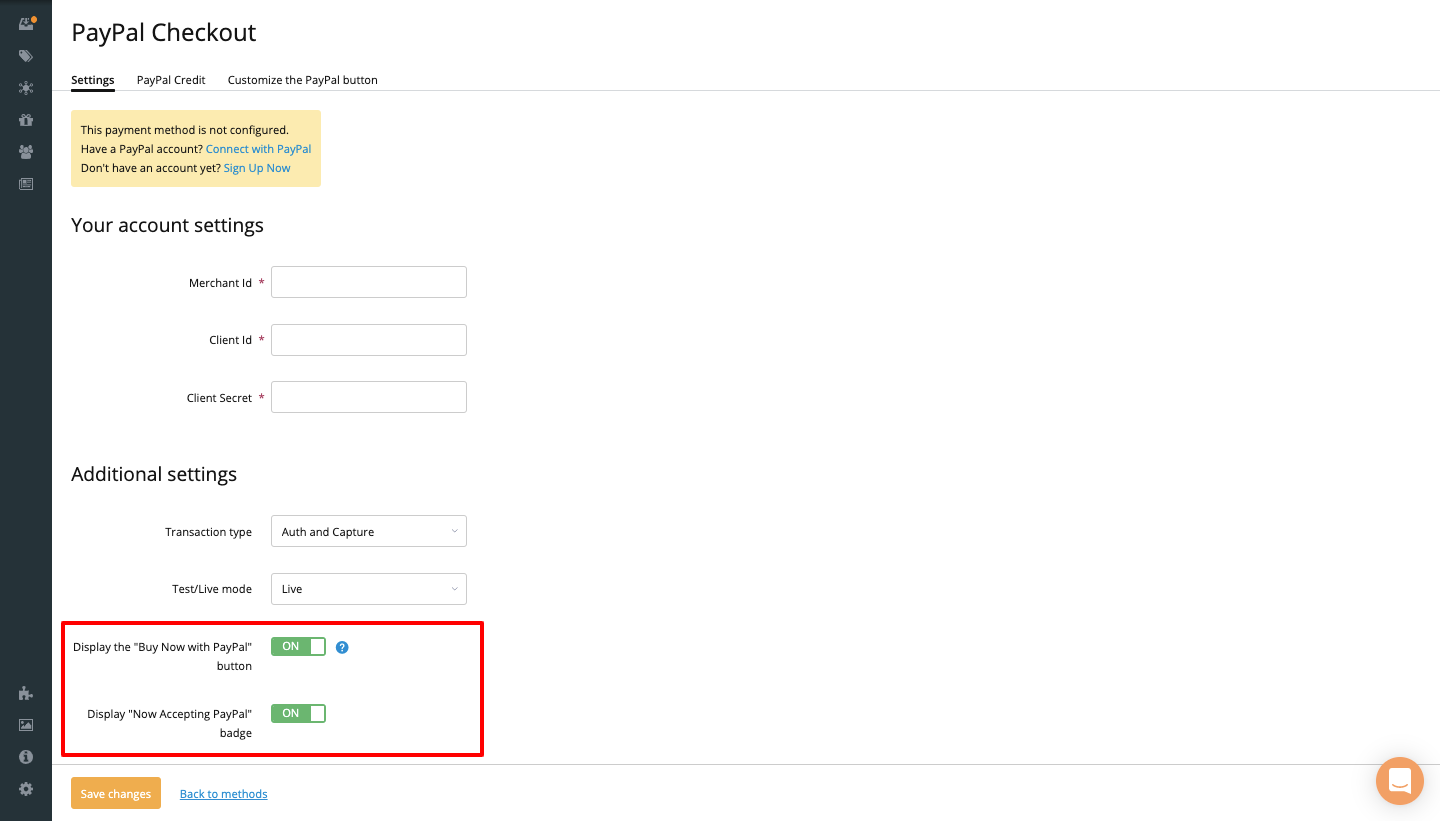 PayPal Checkout
Settings PayPal Credit Customize the PayPal button
This payment method is not configured.
Have a PayPal account? Connect with PayPal
Don't have an account yet? Sign Up Now
Your account settings
Merchant Id *
Client Id *
Client Secret *
Additional settings
Transaction type Auth and Capture
Test/Live mode Live
Display the "Buy Now with PayPal" ON ?
button
Display "Now Accepting PayPal" ON
badge
Save changes Back to methods